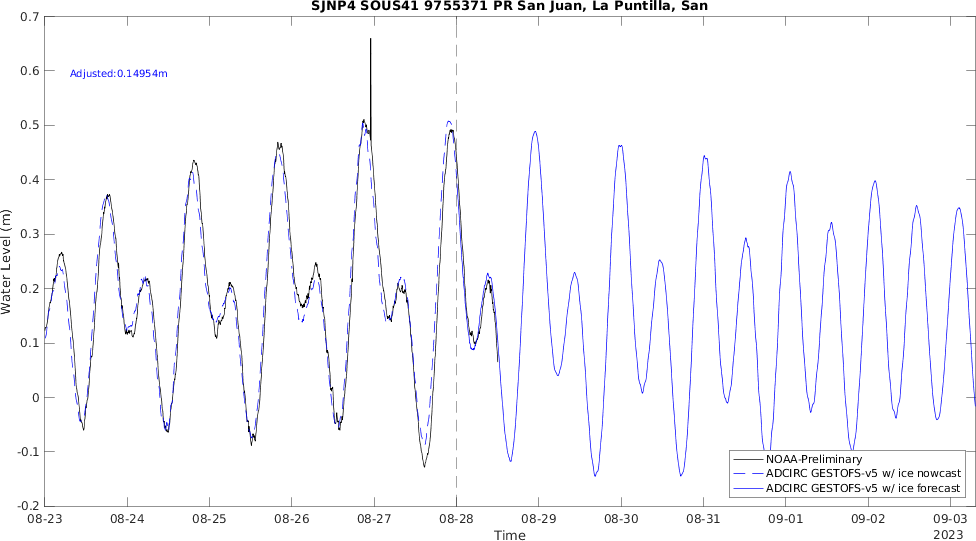 SJNP4 SOUS41 9755371 PR San Juan, La Puntilla, San
0.7
0.6
0.5
0.4
0.3
0.2
0.1
0
-0.1
-0.2
Water Level (m)
Adjusted:0.14954m
NOAA-Preliminary
ADCIRC GESTOFS-v5 w/ ice nowcast
ADCIRC GESTOFS-v5 w/ ice forecast
08-23 08-24 08-25 08-26 08-27 08-28 08-29 08-30 08-31 09-01 09-02 09-03
2023
Time